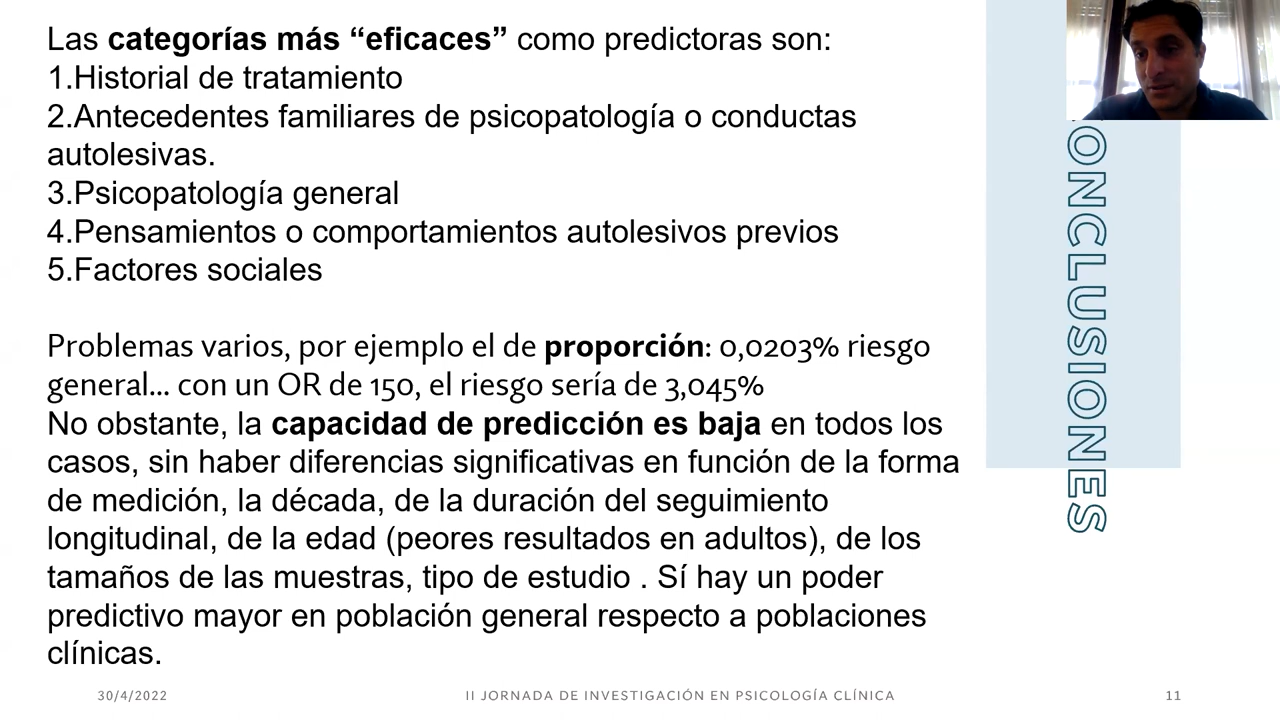 Las categorías más “eficaces” como predictoras son:
1.Historial de tratamiento
2.Antecedentes familiares de psicopatología o conductas
autolesivas.
3.Psicopatología general
4.Pensamientos o comportamientos autolesivos previos
5.Factores sociales
Problemas varios, por ejemplo el de proporción: 0,0203% riesgo
general... con un OR de 150, el riesgo sería de 3,045%
No obstante, la capacidad de predicción es baja en todos los
casos, sin haber diferencias significativas en función de la forma
de medición, la década, de la duración del seguimiento
longitudinal, de la edad (peores resultados en adultos), de los
tamaños de las muestras, tipo de estudio . Sí hay un poder
predictivo mayor en población general respecto a poblaciones
clínicas.
ONCLUSIONES
30/4/2022
II JORNADA DE INVESTIGACIÓN EN PSICOLOGÍA CLÍNICA
11